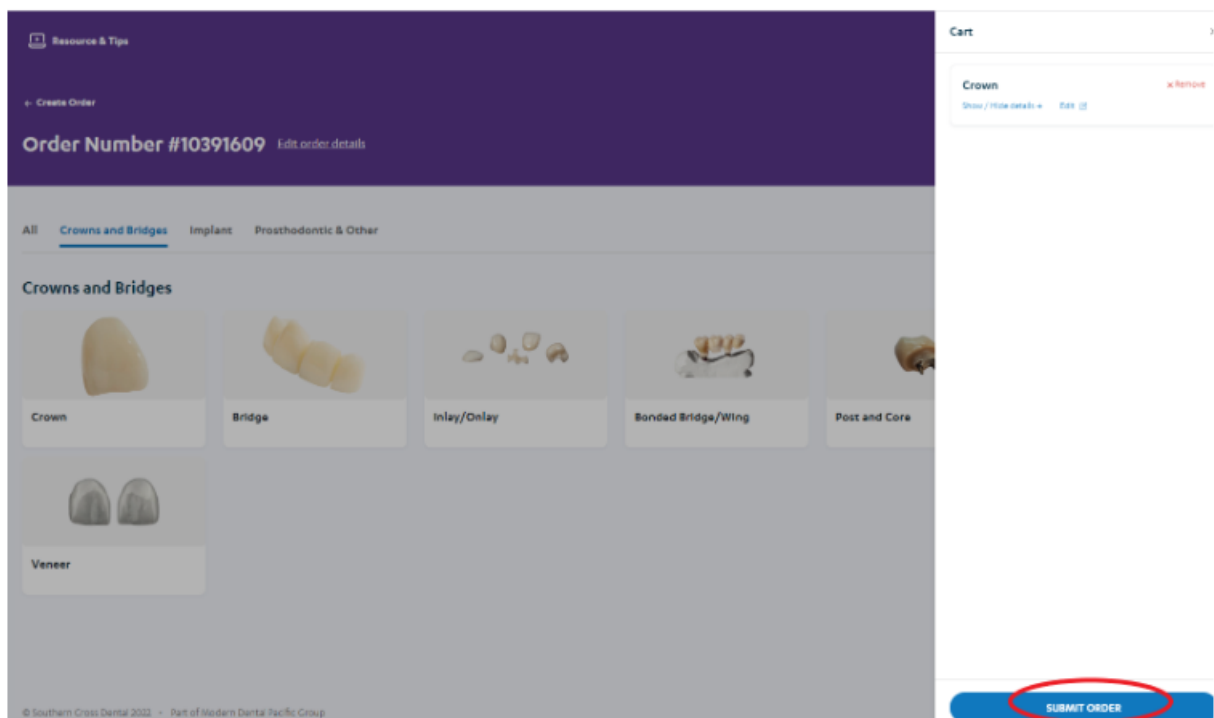 Resource & Tips
Cart
Crown
× Remove
Show / Hide details
Edit
← Create Order
Order Number #10391609 Edit order details
All Crowns and Bridges Implant Prosthodontic & Other
Crowns and Bridges
Crown
Bridge
Inlay/Onlay
Bonded Bridge/Wing
Post and Core
Veneer
SUBMIT ORDER
© Southern Cross Dental 2022 • Part of Modern Dental Pacific Group